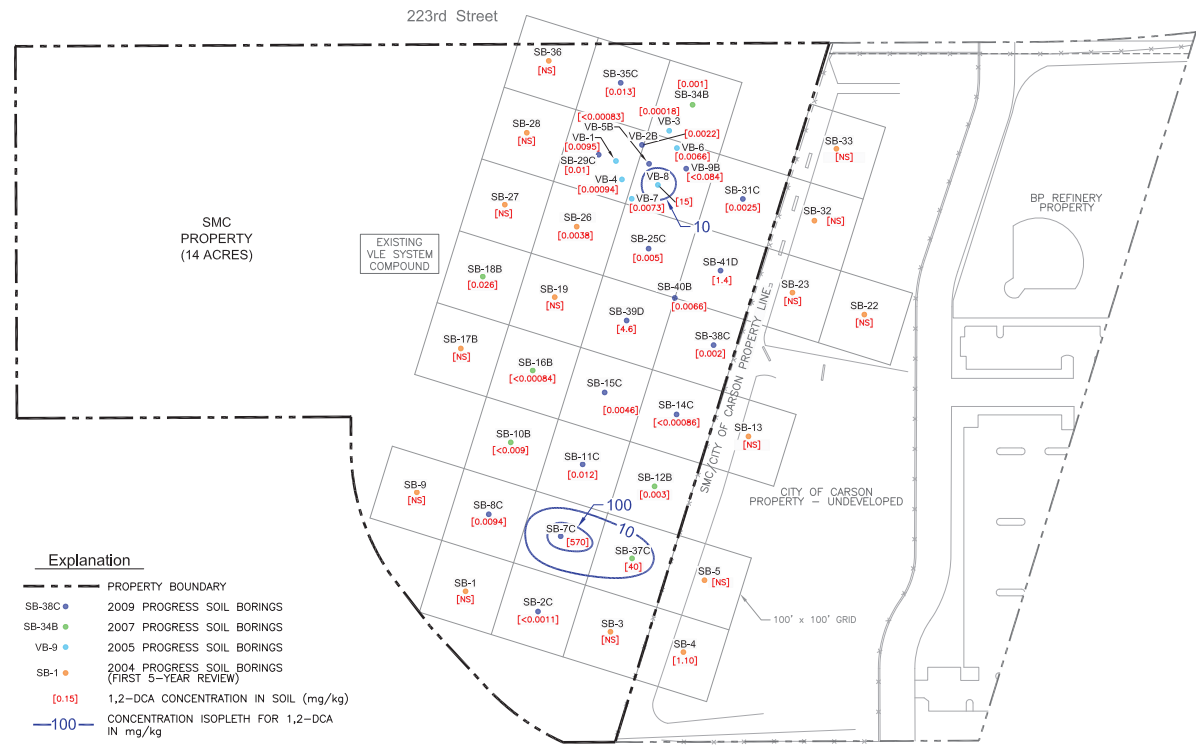 223rd Street
SB-36
[NS]
SB-35C
[0.013]
[0.001]
SB-34B
[<0.00083]
[0.00018]
VB-3
VB-5B
VB-2B
[0.0022]
SB-28
[NS]
VB-1
[0.0095]
VB-6
[0.0066]
SB-33
[NS]
SB-29C
[0.01]
VB-9B
[<0.084]
VB-4
[0.00094]
VB-8
[15]
VB-7
[0.0073]
10
SB-31C
[0.0025]
SB-27
[NS]
SB-26
[0.0038]
SB-32
[NS]
BP REFINERY
PROPERTY
SMC
PROPERTY
(14 ACRES)
EXISTING
VLE SYSTEM
COMPOUND
SB-25C
[0.005]
SB-41D
[1.4]
SB-18B
[0.026]
SB-19
[NS]
SB-40B
[0.0066]
SB-23
[NS]
SB-22
[NS]
SB-39D
[4.6]
SB-17B
[NS]
SB-38C
[0.002]
SB-16B
[<0.00084]
SB-15C
[0.0046]
SB-14C
[<0.00086]
SMC/CITY OF CARSON PROPERTY LINE
SB-13
[NS]
SB-10B
[<0.009]
SB-11C
[0.012]
SB-12B
[0.003]
SB-9
[NS]
CITY OF CARSON
PROPERTY – UNDEVELOPED
SB-8C
[0.0094]
100
10
SB-7C
[570]
SB-37C
[40]
SB-5
[NS]
SB-1
[NS]
SB-2C
[<0.0011]
SB-3
[NS]
SB-4
[1.10]
100' x 100' GRID
Explanation
PROPERTY BOUNDARY
SB-38C 2009 PROGRESS SOIL BORINGS
SB-34B 2007 PROGRESS SOIL BORINGS
VB-9 2005 PROGRESS SOIL BORINGS
SB-1 2004 PROGRESS SOIL BORINGS
(FIRST 5-YEAR REVIEW)
[0.15] 1,2-DCA CONCENTRATION IN SOIL (mg/kg)
100 CONCENTRATION ISOPLETH FOR 1,2-DCA
IN mg/kg